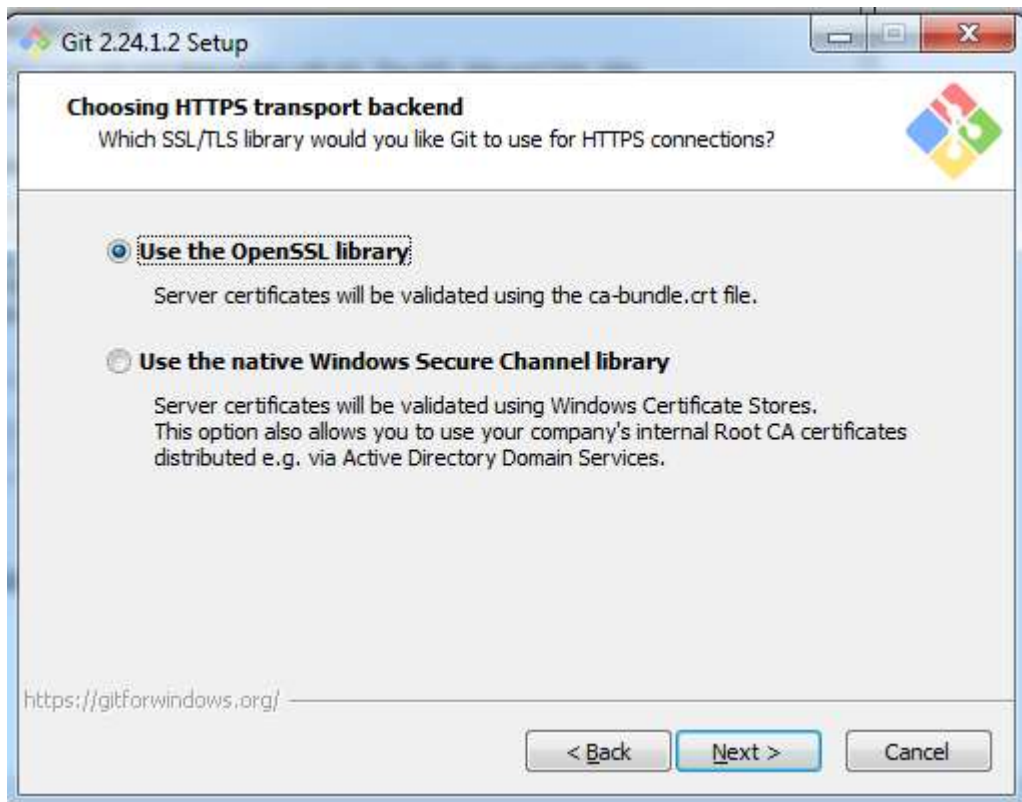 Git 2.24.1.2 Setup
Choosing HTTPS transport backend
Which SSL/TLS library would you like Git to use for HTTPS connections?
Use the OpenSSL library
Server certificates will be validated using the ca-bundle.crt file.
Use the native Windows Secure Channel library
Server certificates will be validated using Windows Certificate Stores.
This option also allows you to use your company's internal Root CA certificates
distributed e.g. via Active Directory Domain Services.
https://gitforwindows.org/
< Back Next > Cancel